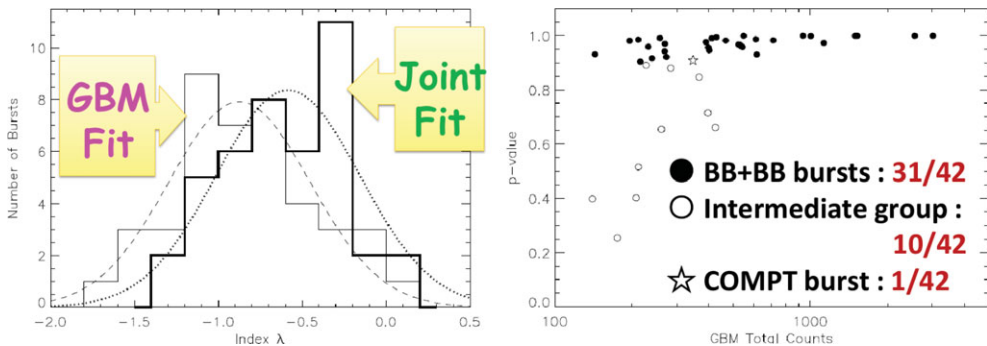 Number of Bursts
10
8
6
4
2
0
-2.0 -1.5 -1.0 -0.5 0.0 0.5
Index λ
GBM
Fit
Joint
Fit
p-value
1.0
0.8
0.6
0.4
0.2
0.0
100 1000
GBM Total Counts
BB+BB bursts : 31/42
Intermediate group :
10/42
COMPT burst : 1/42